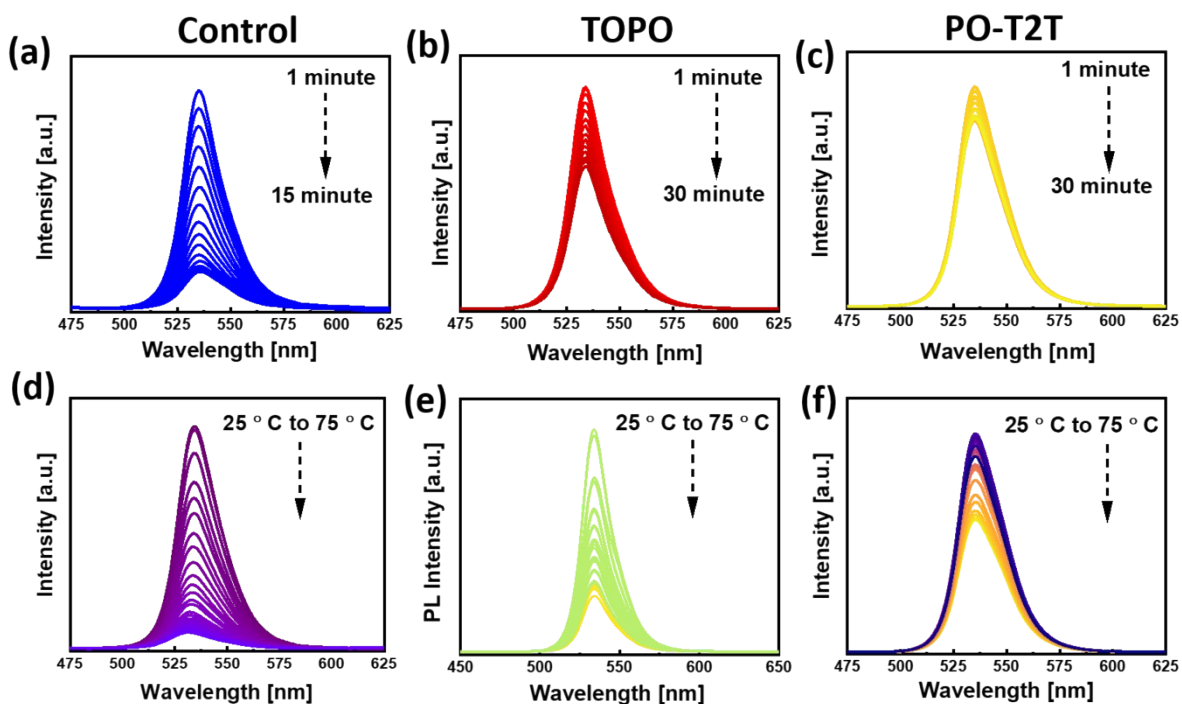 Control
TOPO
PO-T2T
(a)
1 minute
15 minute
Intensity [a.u.]
475 500 525 550 575 600 625
Wavelength [nm]
(b)
1 minute
30 minute
Intensity [a.u.]
475 500 525 550 575 600 625
Wavelength [nm]
(c)
1 minute
30 minute
Intensity [a.u.]
475 500 525 550 575 600 625
Wavelength [nm]
(d)
25 ° C to 75 ° C
Intensity [a.u.]
475 500 525 550 575 600 625
Wavelength [nm]
(e)
25 ° C to 75 ° C
PL Intensity [a.u.]
450 500 550 600 650
Wavelength [nm]
(f)
25 ° C to 75 ° C
Intensity [a.u.]
475 500 525 550 575 600 625
Wavelength [nm]